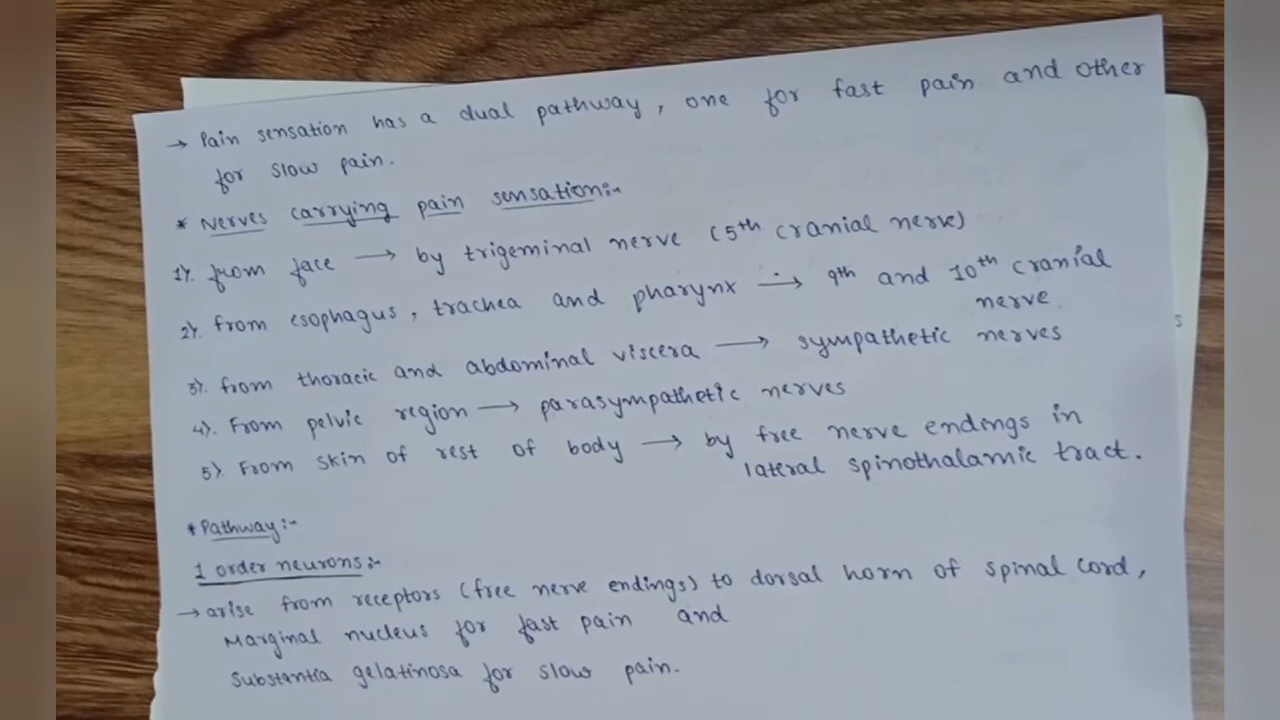 → Pain sensation has a dual pathway, one for fast pain and other
for slow pain.
* Nerves carrying pain sensation:-
1). from face → by trigeminal nerve (5th cranial nerve)
2). from esophagus, trachea and pharynx → 9th and 10th cranial
nerve
3). from thoracic and abdominal viscera → sympathetic nerves
4). From pelvic region → parasympathetic nerves
5). From skin of rest of body → by free nerve endings in
lateral spinothalamic tract.
* Pathway:-
1 order neurons:-
→ arise from receptors (free nerve endings) to dorsal horn of spinal cord,
Marginal nucleus for fast pain and
Substantia gelatinosa for slow pain.
s